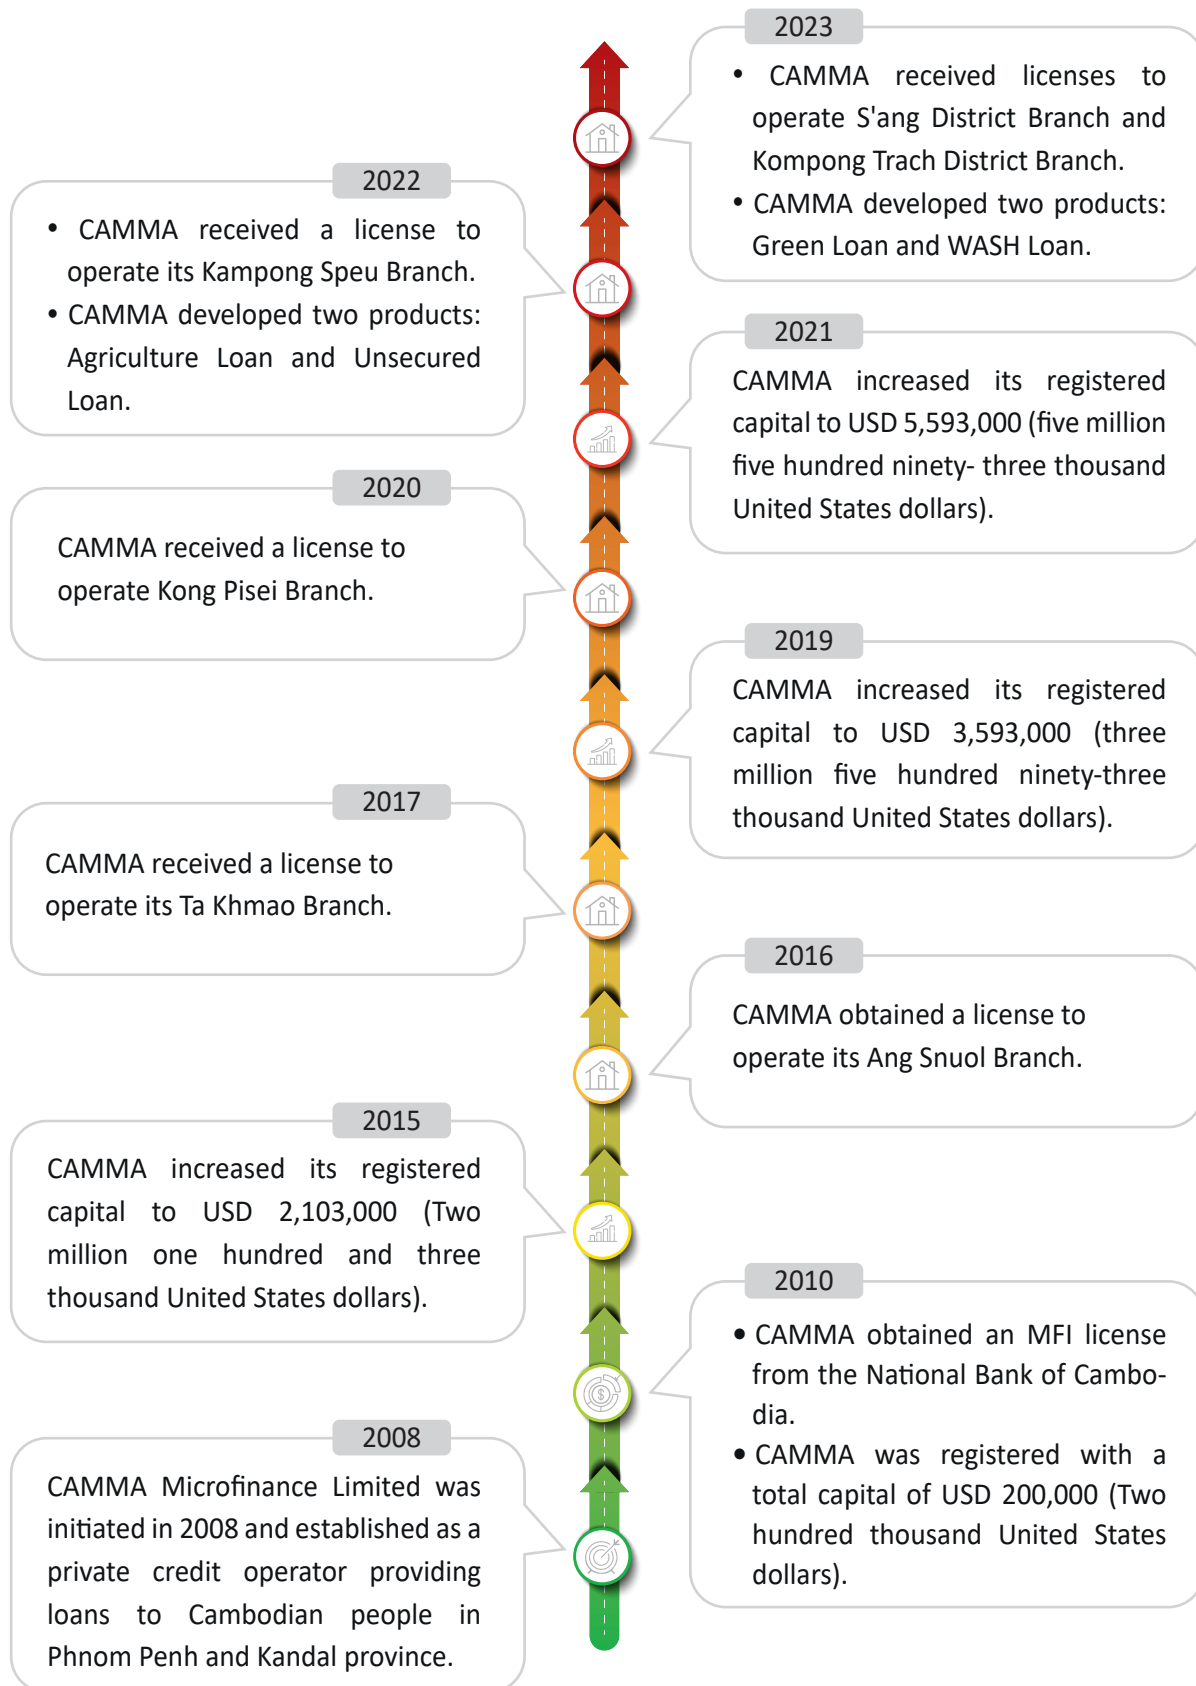 2023
• CAMMA received licenses to
operate S'ang District Branch and
Kompong Trach District Branch.
• CAMMA developed two products:
Green Loan and WASH Loan.
2022
• CAMMA received a license to
operate its Kampong Speu Branch.
• CAMMA developed two products:
Agriculture Loan and Unsecured
Loan.
2021
CAMMA increased its registered
capital to USD 5,593,000 (five million
five hundred ninety- three thousand
United States dollars).
2020
CAMMA received a license to
operate Kong Pisei Branch.
2019
CAMMA increased its registered
capital to USD 3,593,000 (three
million five hundred ninety-three
thousand United States dollars).
2017
CAMMA received a license to
operate its Ta Khmao Branch.
2016
CAMMA obtained a license to
operate its Ang Snuol Branch.
2015
CAMMA increased its registered
capital to USD 2,103,000 (Two
million one hundred and three
thousand United States dollars).
2010
• CAMMA obtained an MFI license
from the National Bank of Cambo-
dia.
• CAMMA was registered with a
total capital of USD 200,000 (Two
hundred thousand United States
dollars).
2008
CAMMA Microfinance Limited was
initiated in 2008 and established as a
private credit operator providing
loans to Cambodian people in
Phnom Penh and Kandal province.